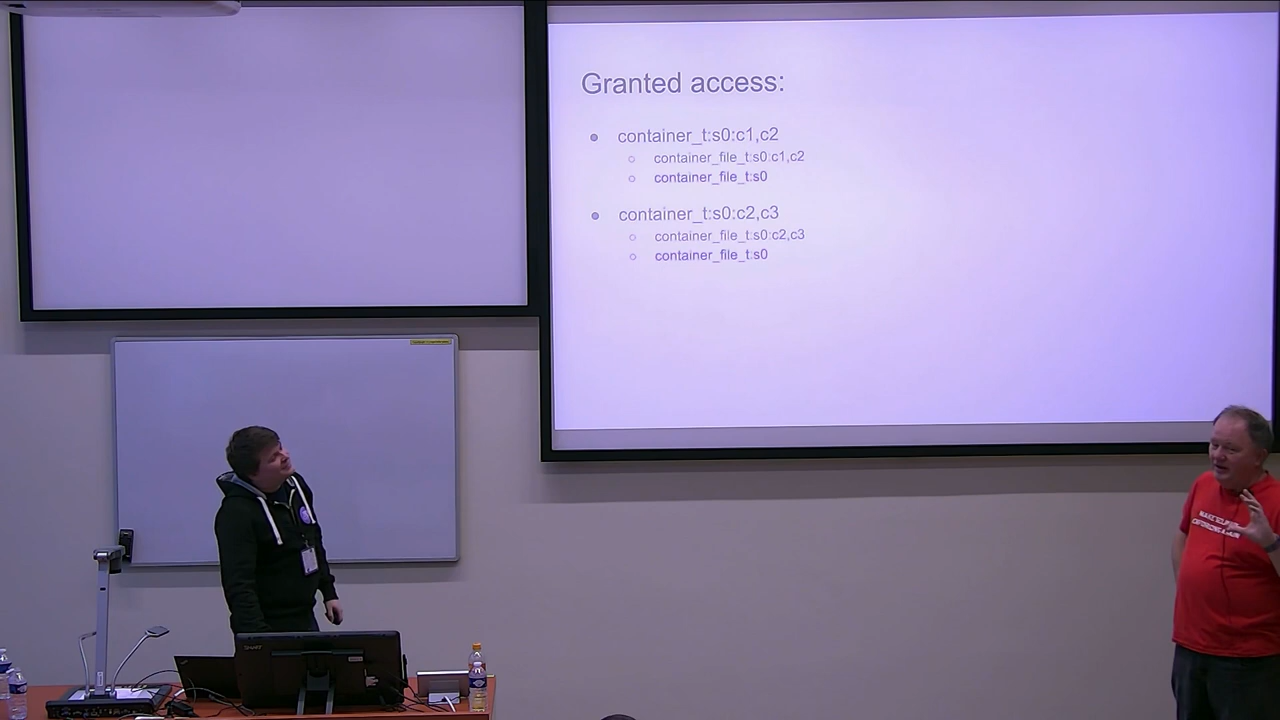 Granted access:
container_t:s0:c1,c2
container_file_t:s0:c1,c2
container_file_t:s0
container_t:s0:c2,c3
container_file_t:s0:c2,c3
container_file_t:s0